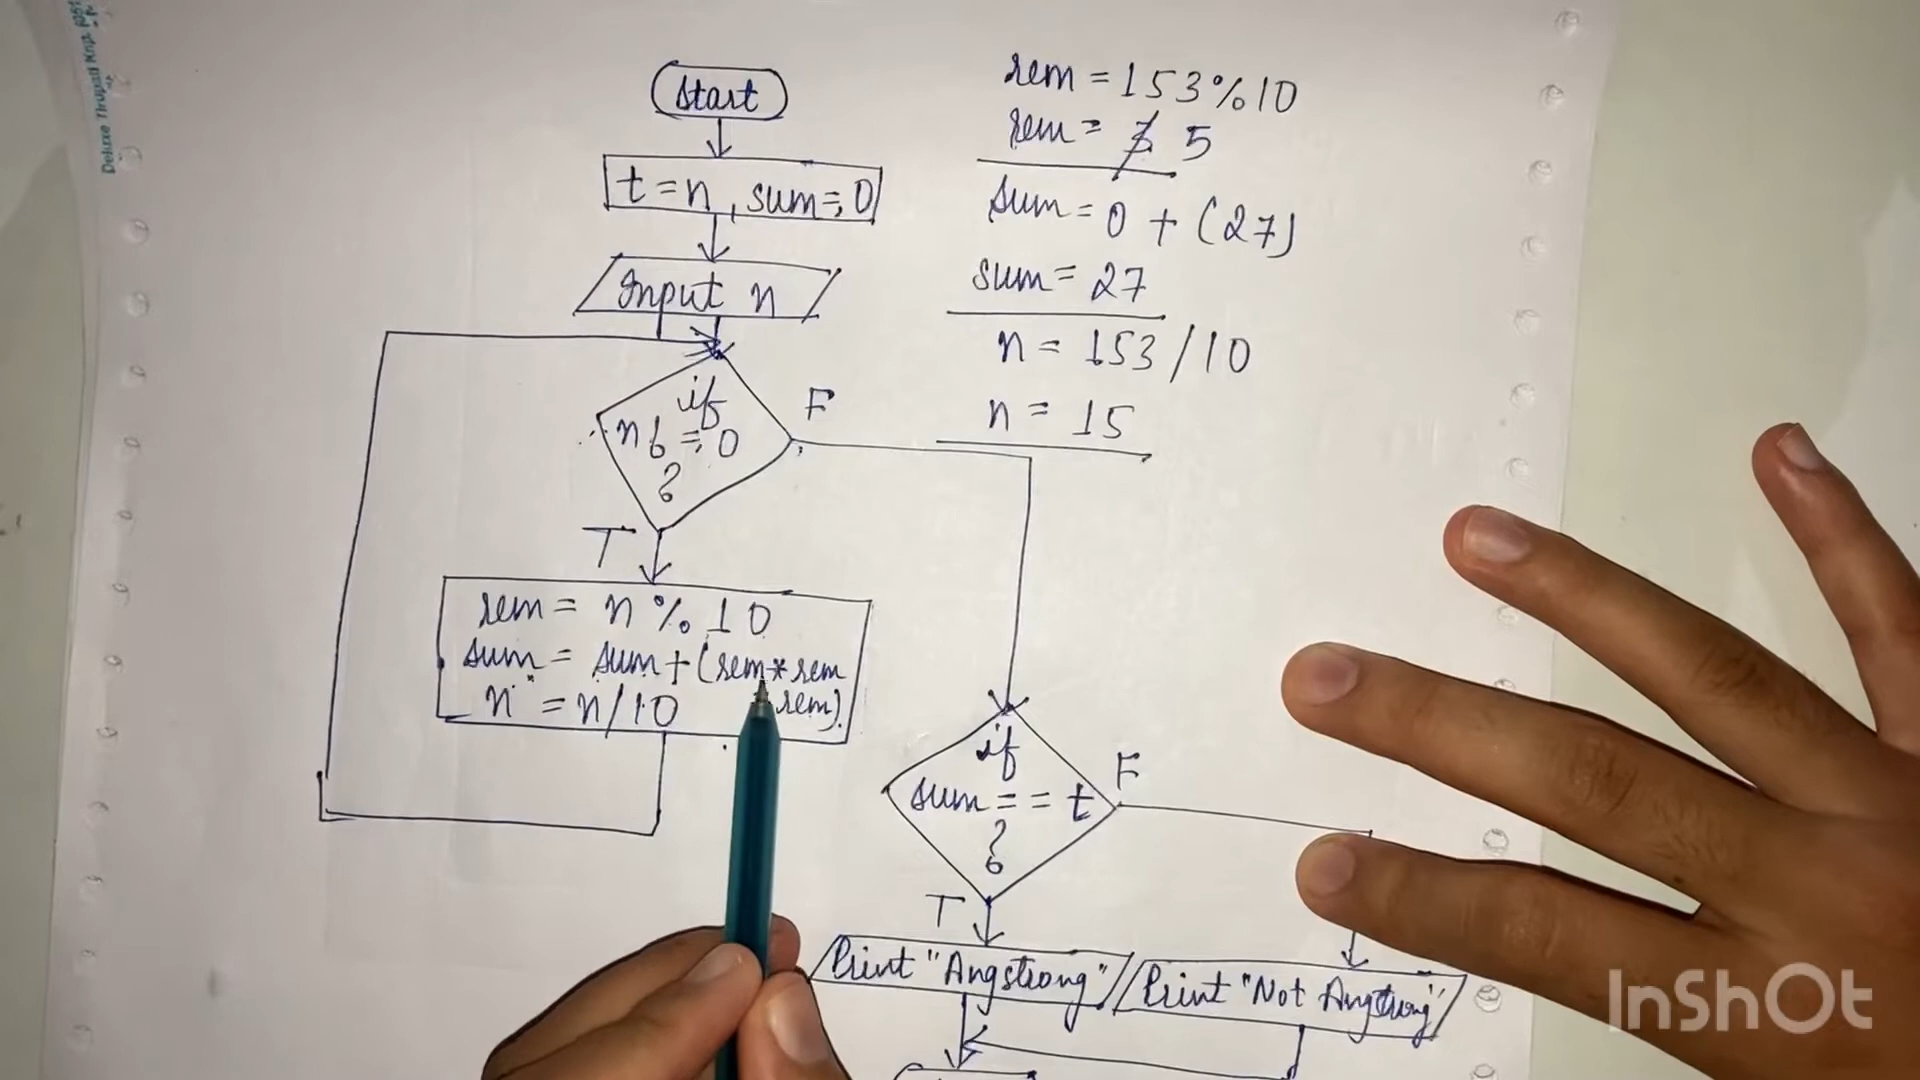 Start
t=n, sum=0
Input n
if
n != 0
?
F
T
rem = n % 10
sum = sum+(rem*rem
rem)
n = n/10
if
sum == t
?
F
T
Print "Angstrong"
Print "Not Angstrong"
rem = 153%10
rem = 3 5
sum = 0 + (27)
sum = 27
n = 153/10
n = 15
InShOt